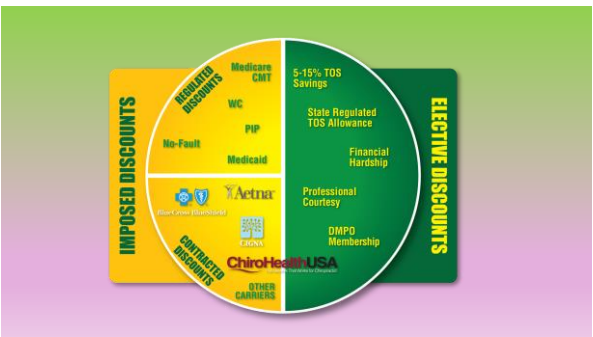 IMPOSED DISCOUNTS
REGULATED
DISCOUNTS
Medicare
CMT
WC
PIP
No-Fault
Medicaid
BlueCross BlueShield
Aetna
CIGNA
CONTRACTED
DISCOUNTS
ChiroHealthUSA
OTHER
CARRIERS
5-15% TOS
Savings
State Regulated
TOS Allowance
Financial
Hardship
Professional
Courtesy
DMPO
Membership
ELECTIVE DISCOUNTS